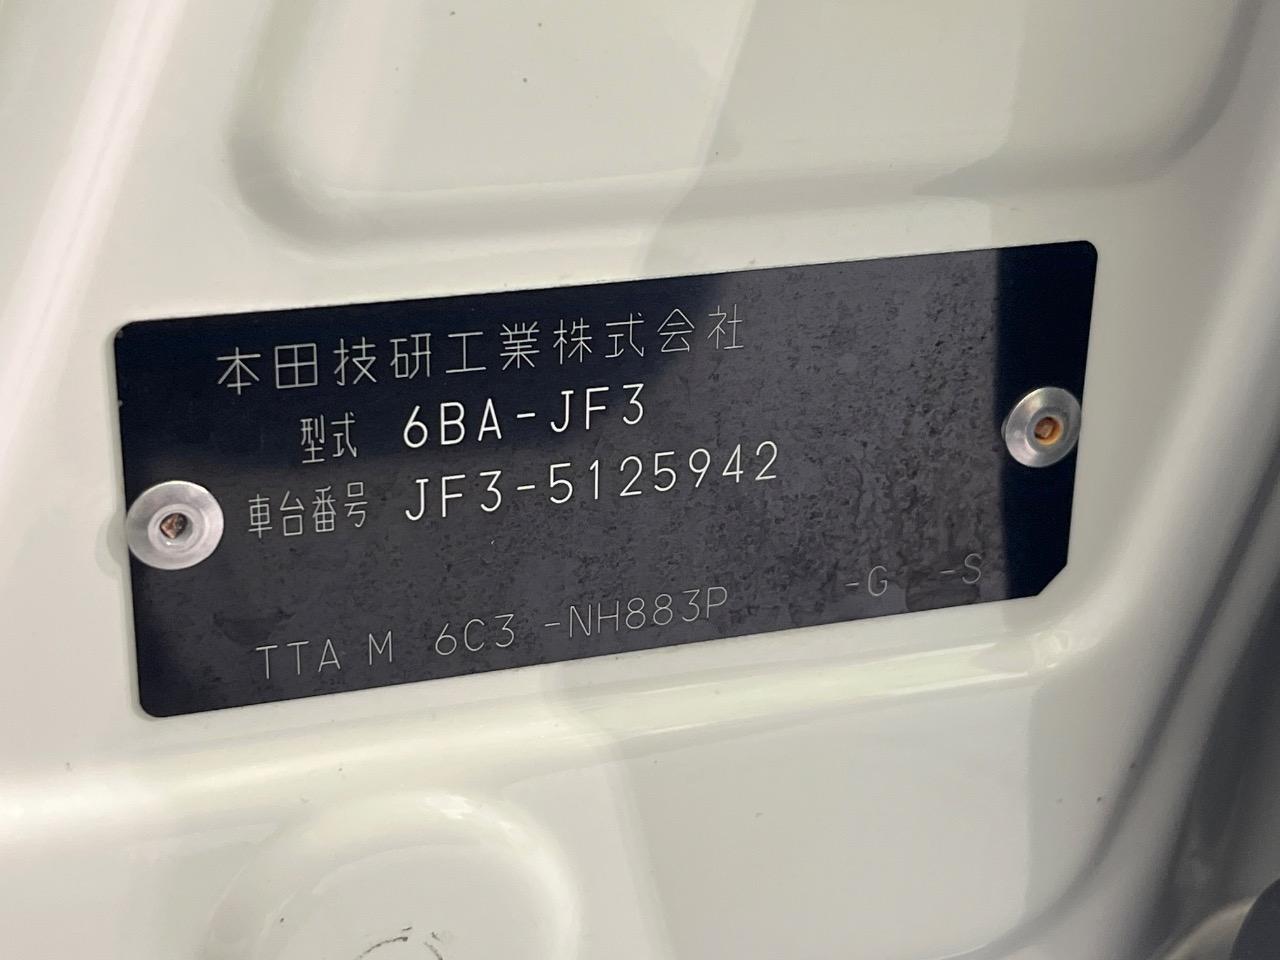 本田技研工業株式会社
型式 6BA-JF3
車台番号 JF3-5125942
TTA M 6C3 -NH883P -G -S